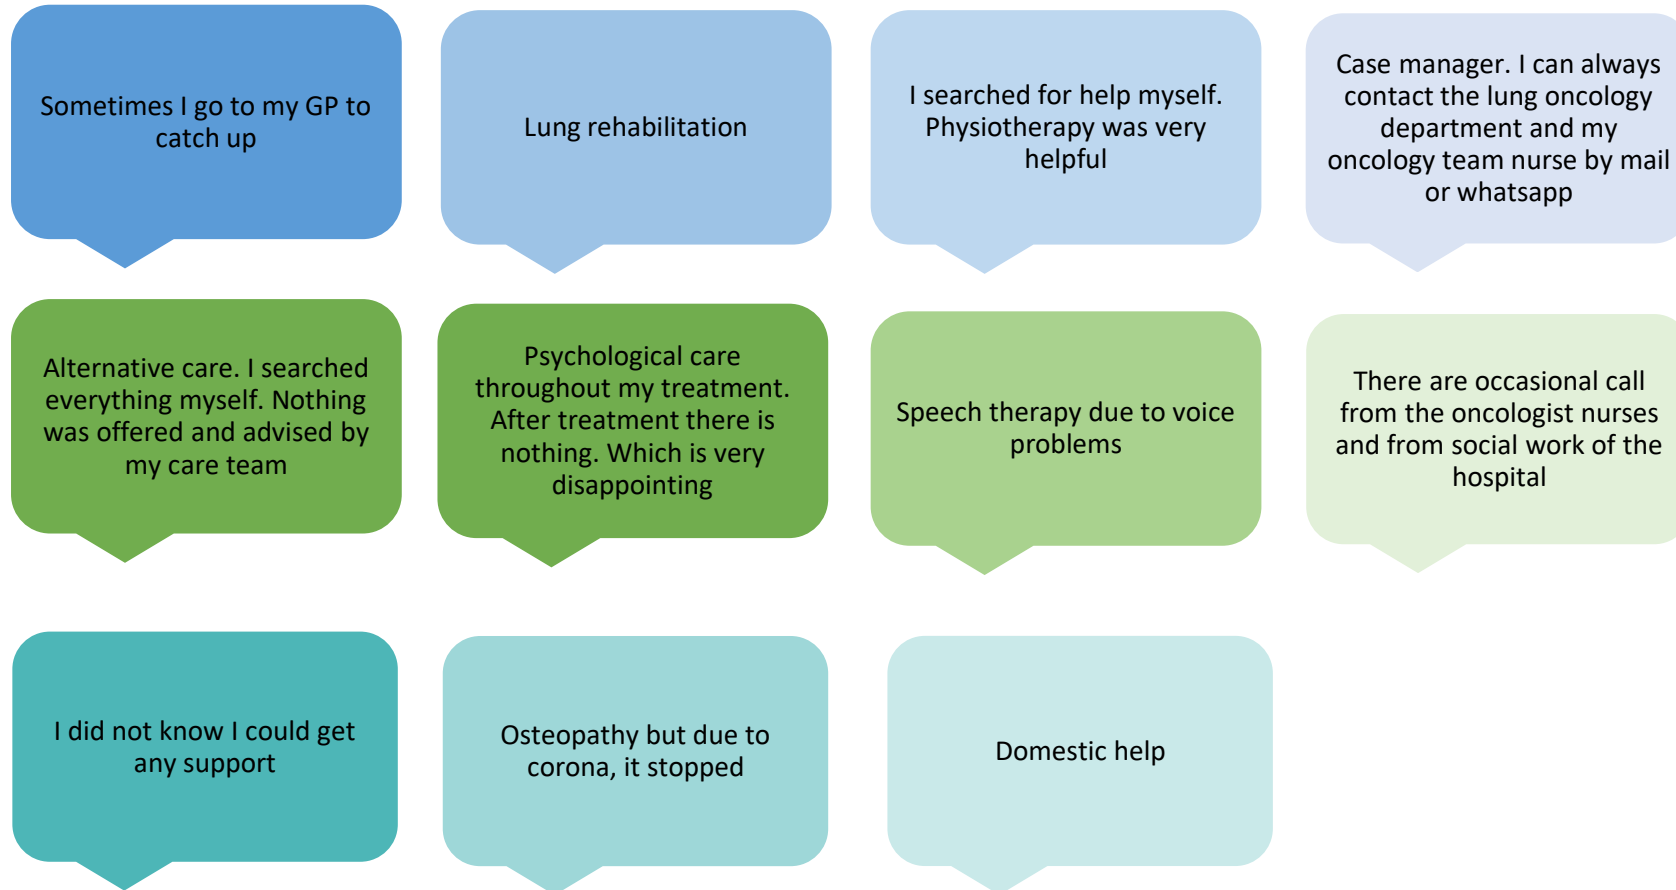 Sometimes I go to my GP to
catch up
Lung rehabilitation
I searched for help myself.
Physiotherapy was very
helpful
Case manager. I can always
contact the lung oncology
department and my
oncology team nurse by mail
or whatsapp
Alternative care. I searched
everything myself. Nothing
was offered and advised by
my care team
Psychological care
throughout my treatment.
After treatment there is
nothing. Which is very
disappointing
Speech therapy due to voice
problems
There are occasional call
from the oncologist nurses
and from social work of the
hospital
I did not know I could get
any support
Osteopathy but due to
corona, it stopped
Domestic help